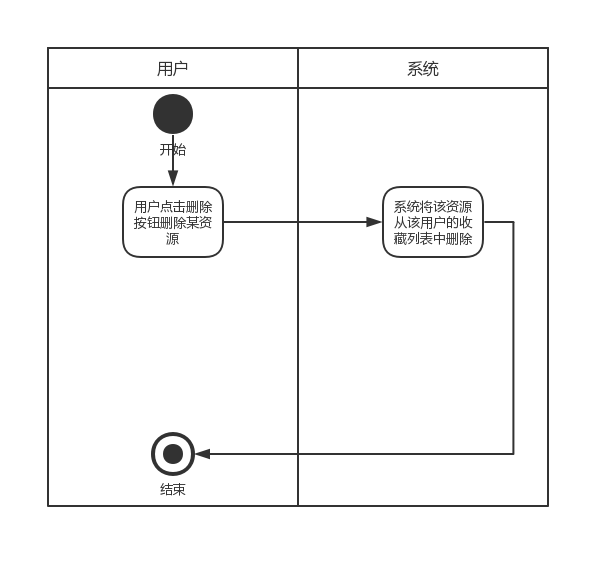 用户
系统
开始
用户点击删除
按钮删除某资
源
系统将该资源
从该用户的收
藏列表中删除
结束